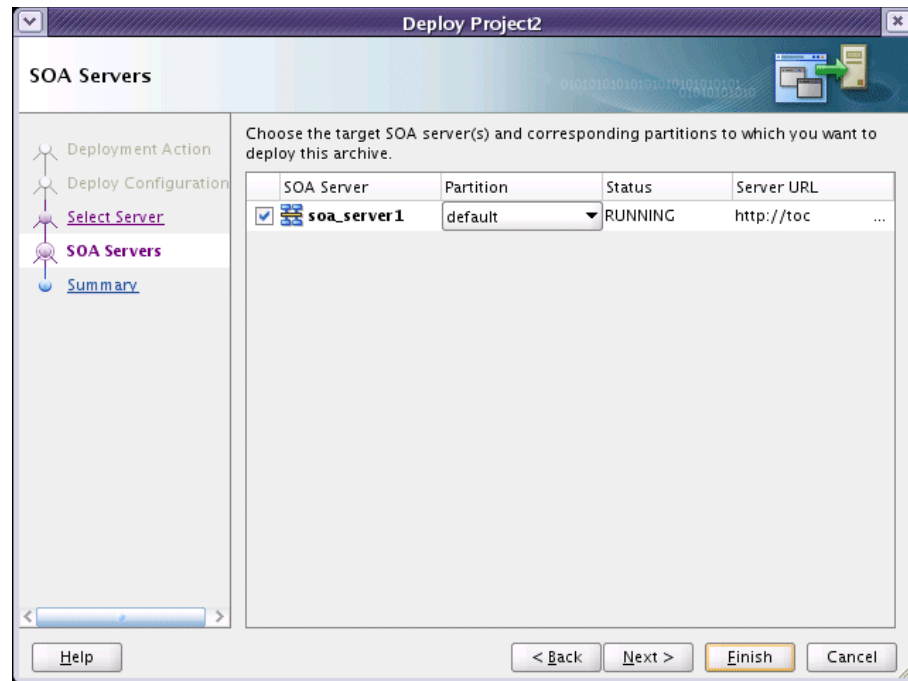 Deploy Project2
SOA Servers
Deployment Action
Deploy Configuration
Select Server
SOA Servers
Summary
Choose the target SOA server(s) and corresponding partitions to which you want to
deploy this archive.
SOA Server Partition Status Server URL
soa_server1 default RUNNING http://toc ...
Help < Back Next > Finish Cancel